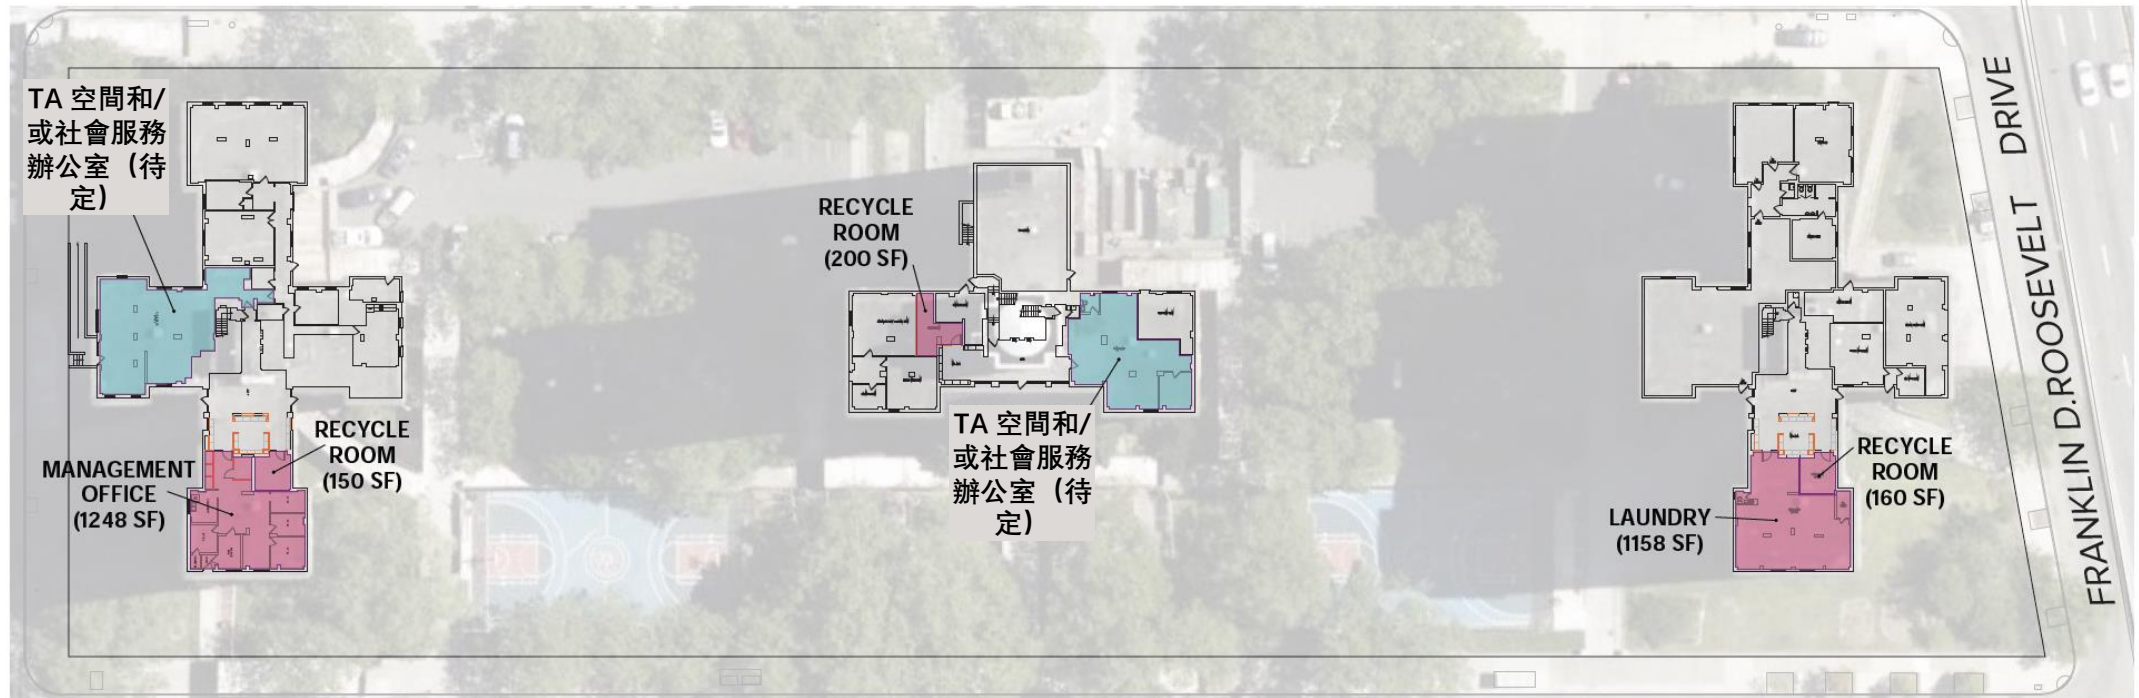 TA 空間和/
或社會服務
辦公室（待
定）
MANAGEMENT
OFFICE
(1248 SF)
RECYCLE
ROOM
(150 SF)
RECYCLE
ROOM
(200 SF)
TA 空間和/
或社會服務
辦公室（待
定）
LAUNDRY
(1158 SF)
RECYCLE
ROOM
(160 SF)
FRANKLIN D.ROOSEVELT DRIVE